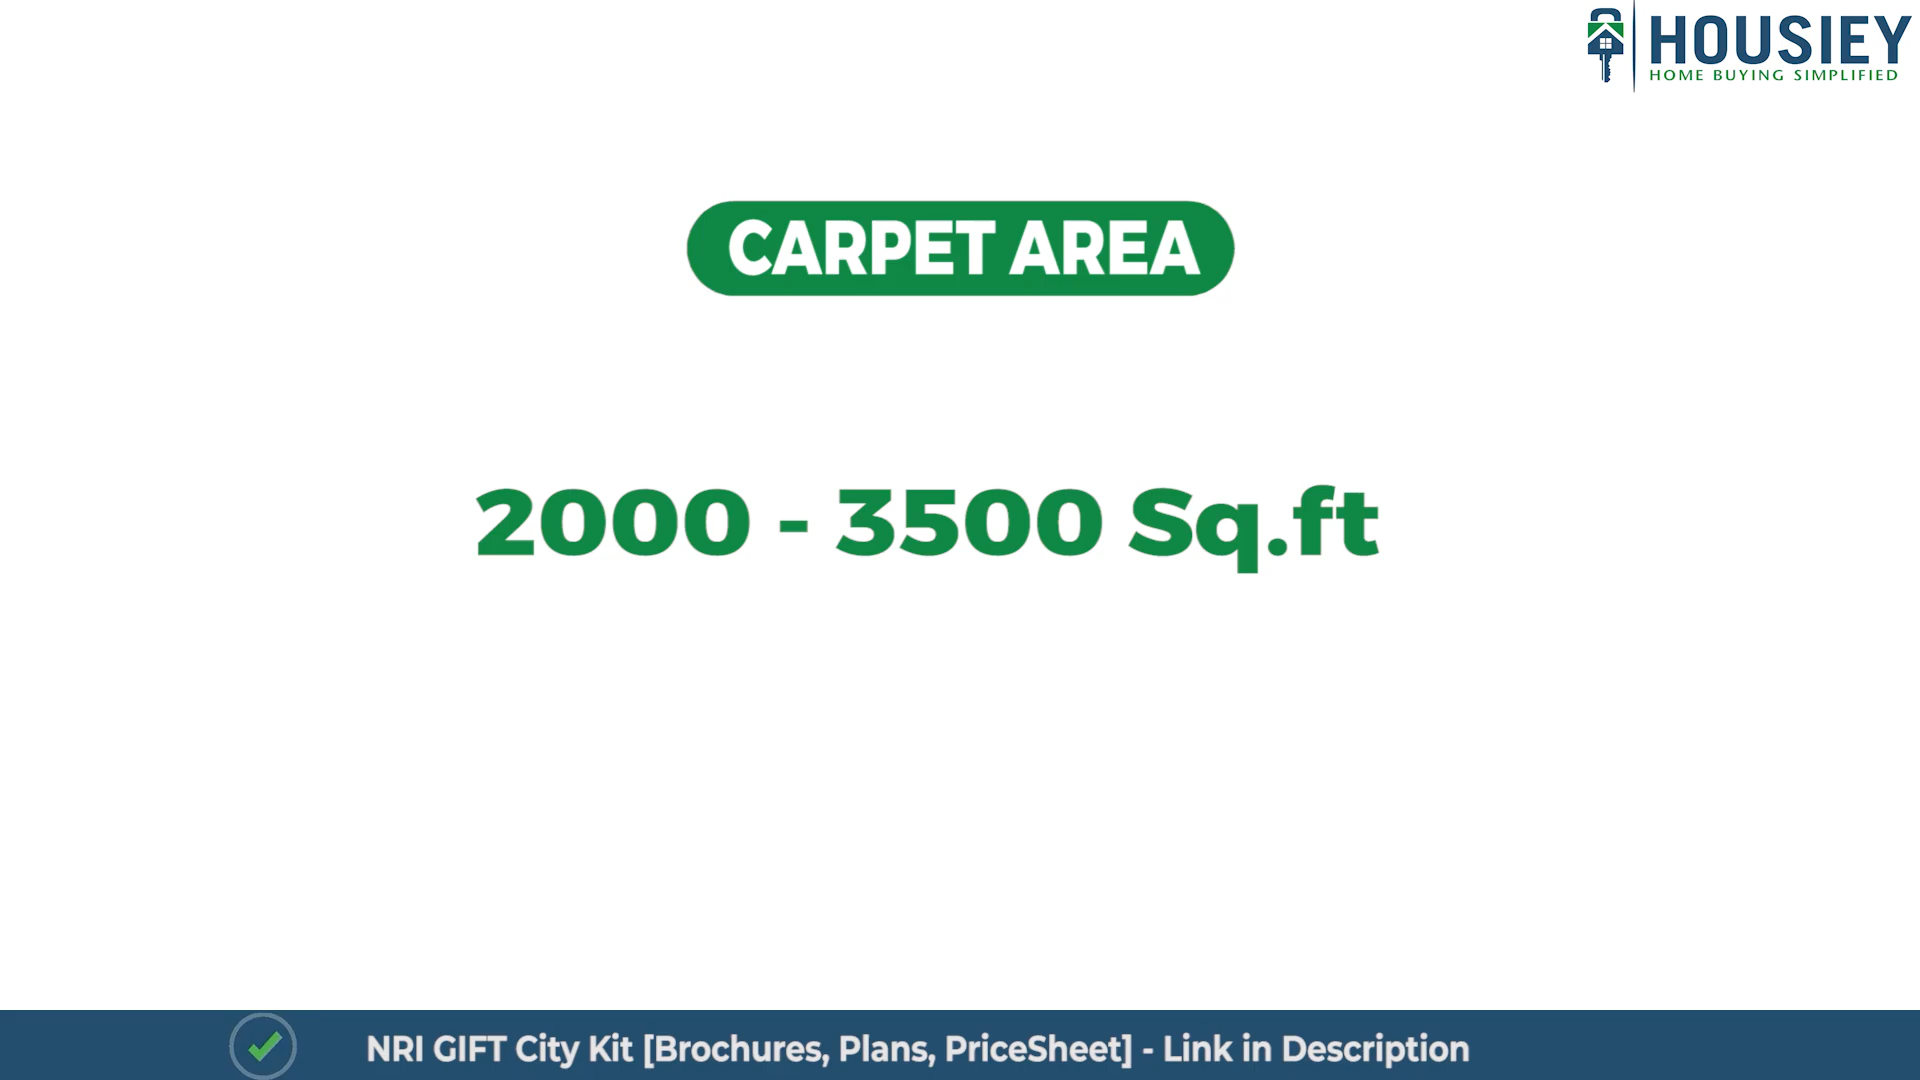 HOUSIEY
HOME BUYING SIMPLIFIED
CARPET AREA
2000 - 3500 Sq.ft
NRI GIFT City Kit [Brochures, Plans, PriceSheet] - Link in Description